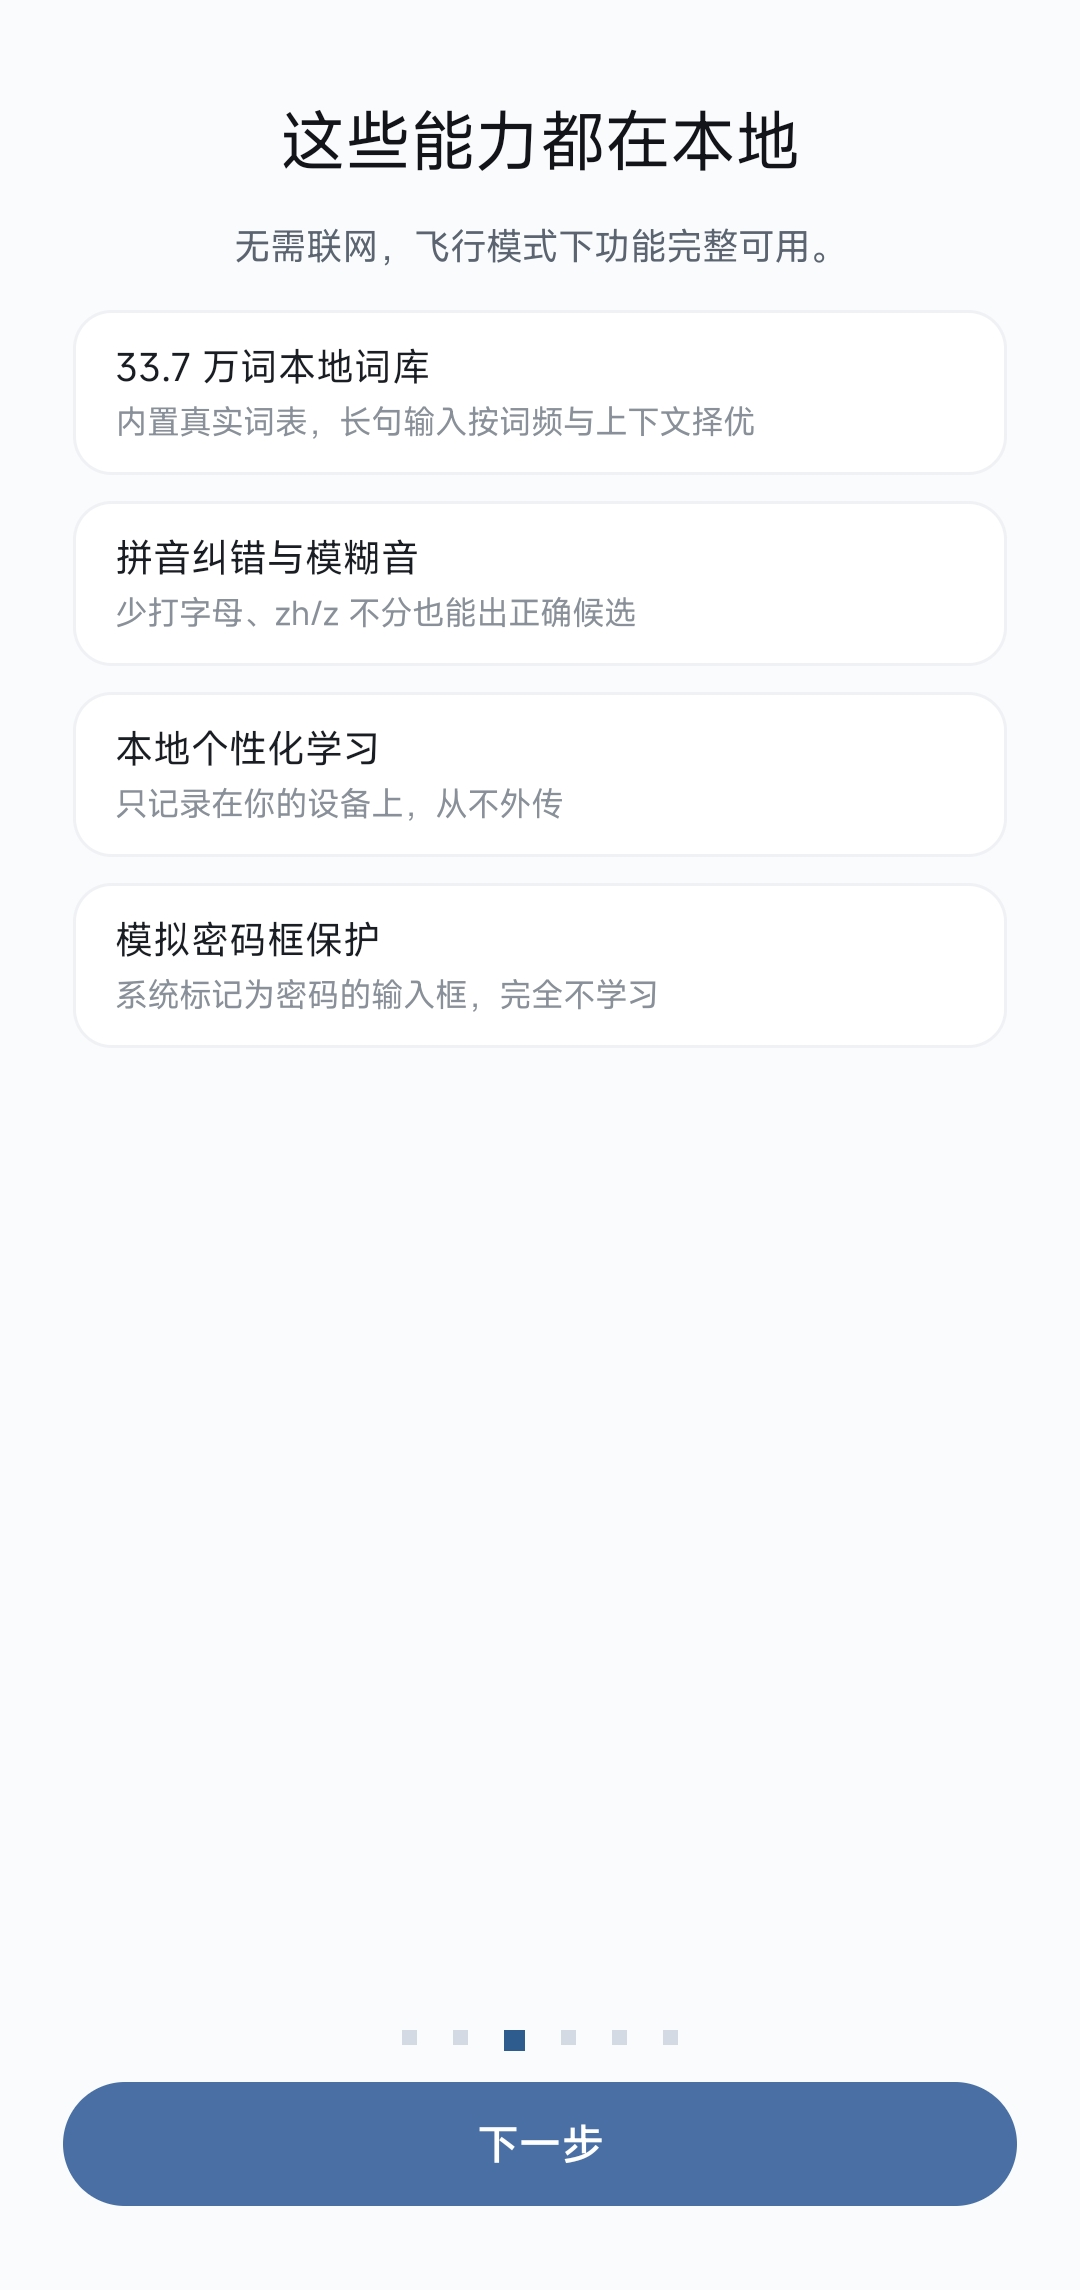 这些能力都在本地
无需联网，飞行模式下功能完整可用。
33.7 万词本地词库
内置真实词表，长句输入按词频与上下文择优
拼音纠错与模糊音
少打字母、zh/z 不分也能出正确候选
本地个性化学习
只记录在你的设备上，从不外传
模拟密码框保护
系统标记为密码的输入框，完全不学习
下一步